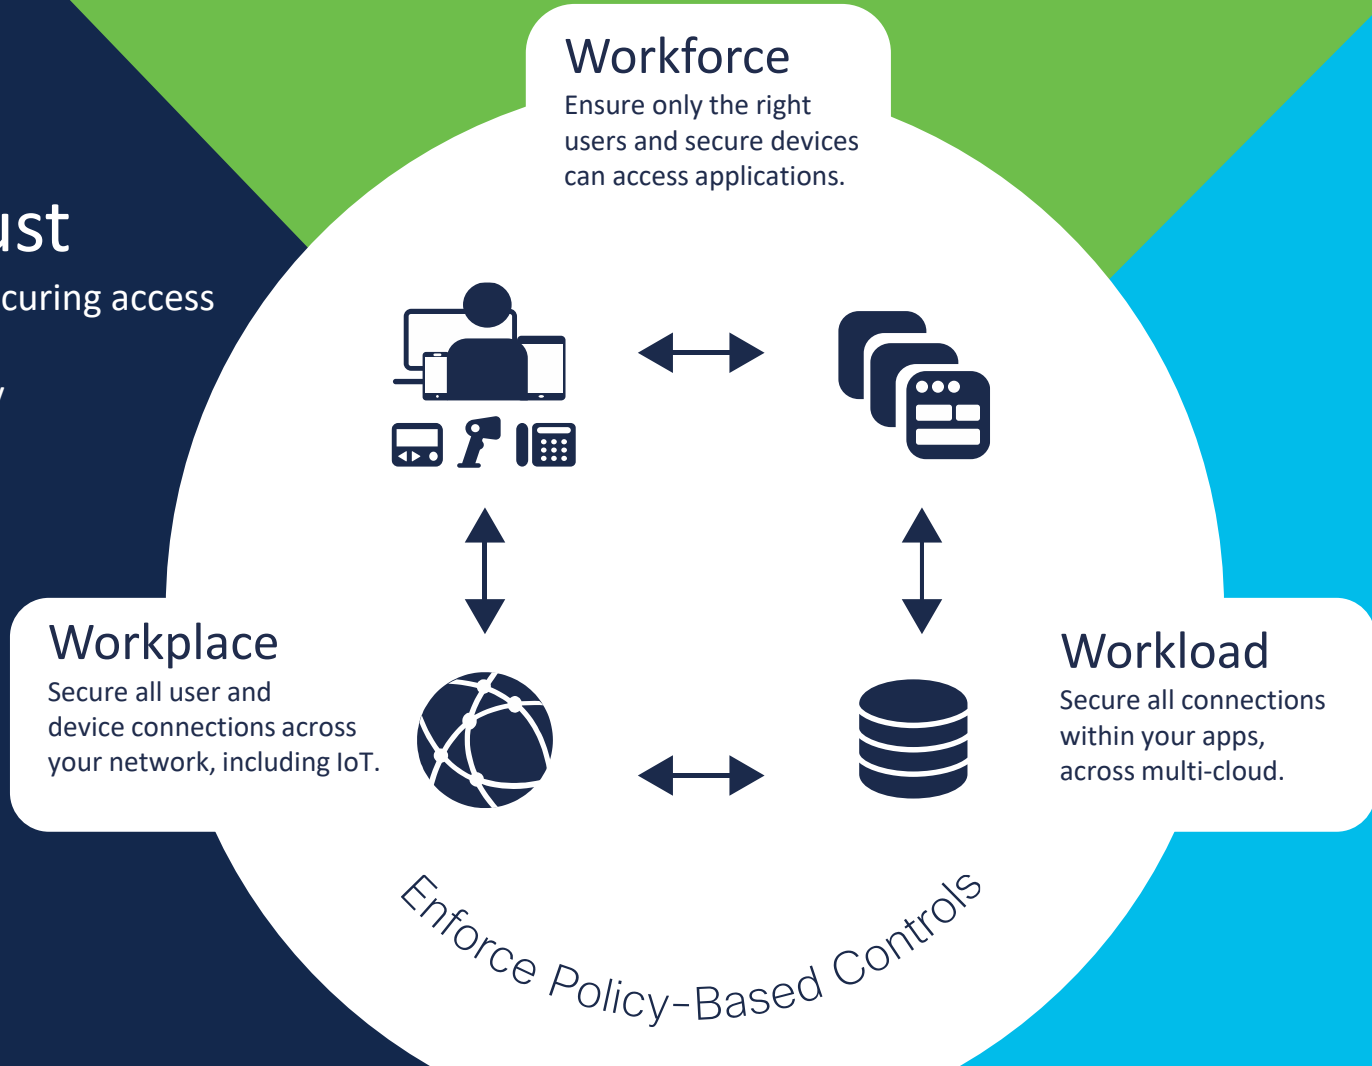 Workforce
Ensure only the right
users and secure devices
can access applications.
ust
curing access
Workplace
Secure all user and
device connections across
your network, including IoT.
Workload
Secure all connections
within your apps,
across multi-cloud.
Enforce Policy-Based Controls